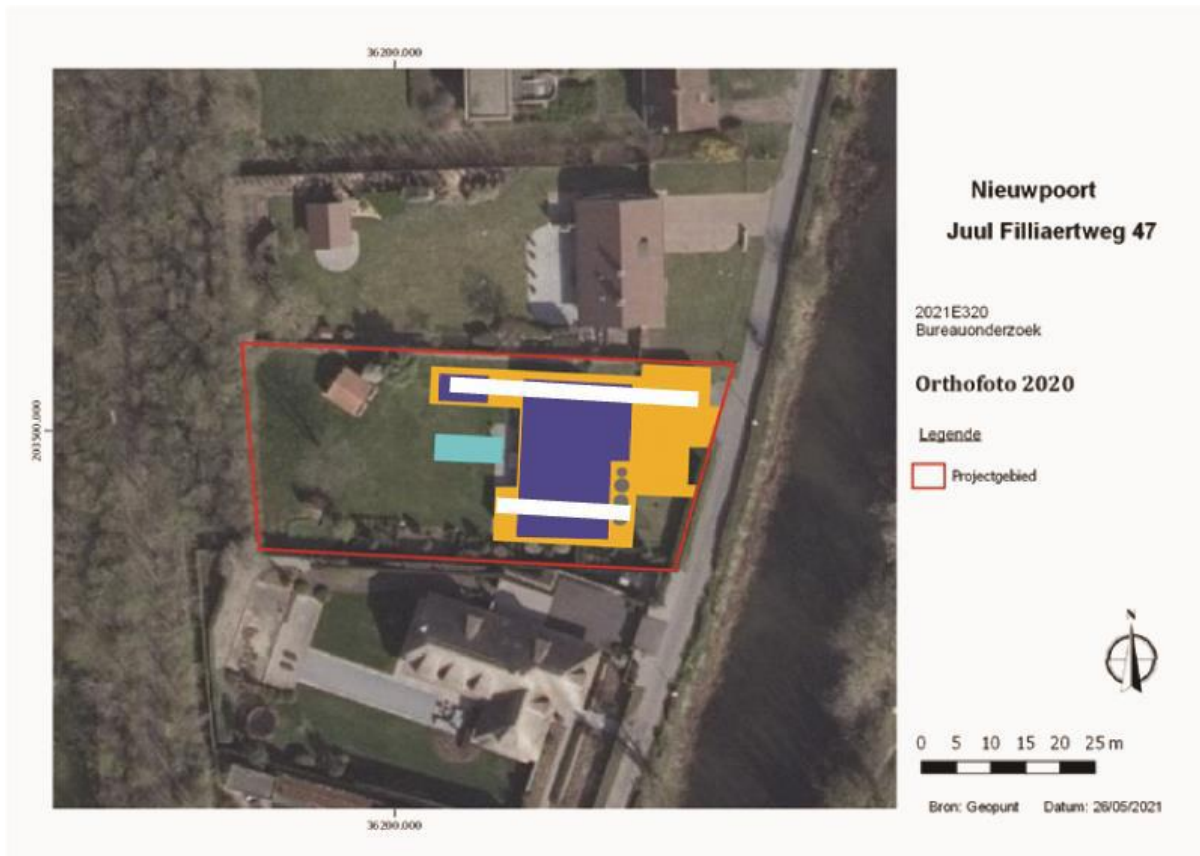 36200.000
Nieuwpoort
Juul Filliaertweg 47
2021E320
Bureauonderzoek
Orthofoto 2020
Legende
Projectgebied
203500.000
N
0 5 10 15 20 25 m
Bron: Geopunt Datum: 26/05/2021
36200.000